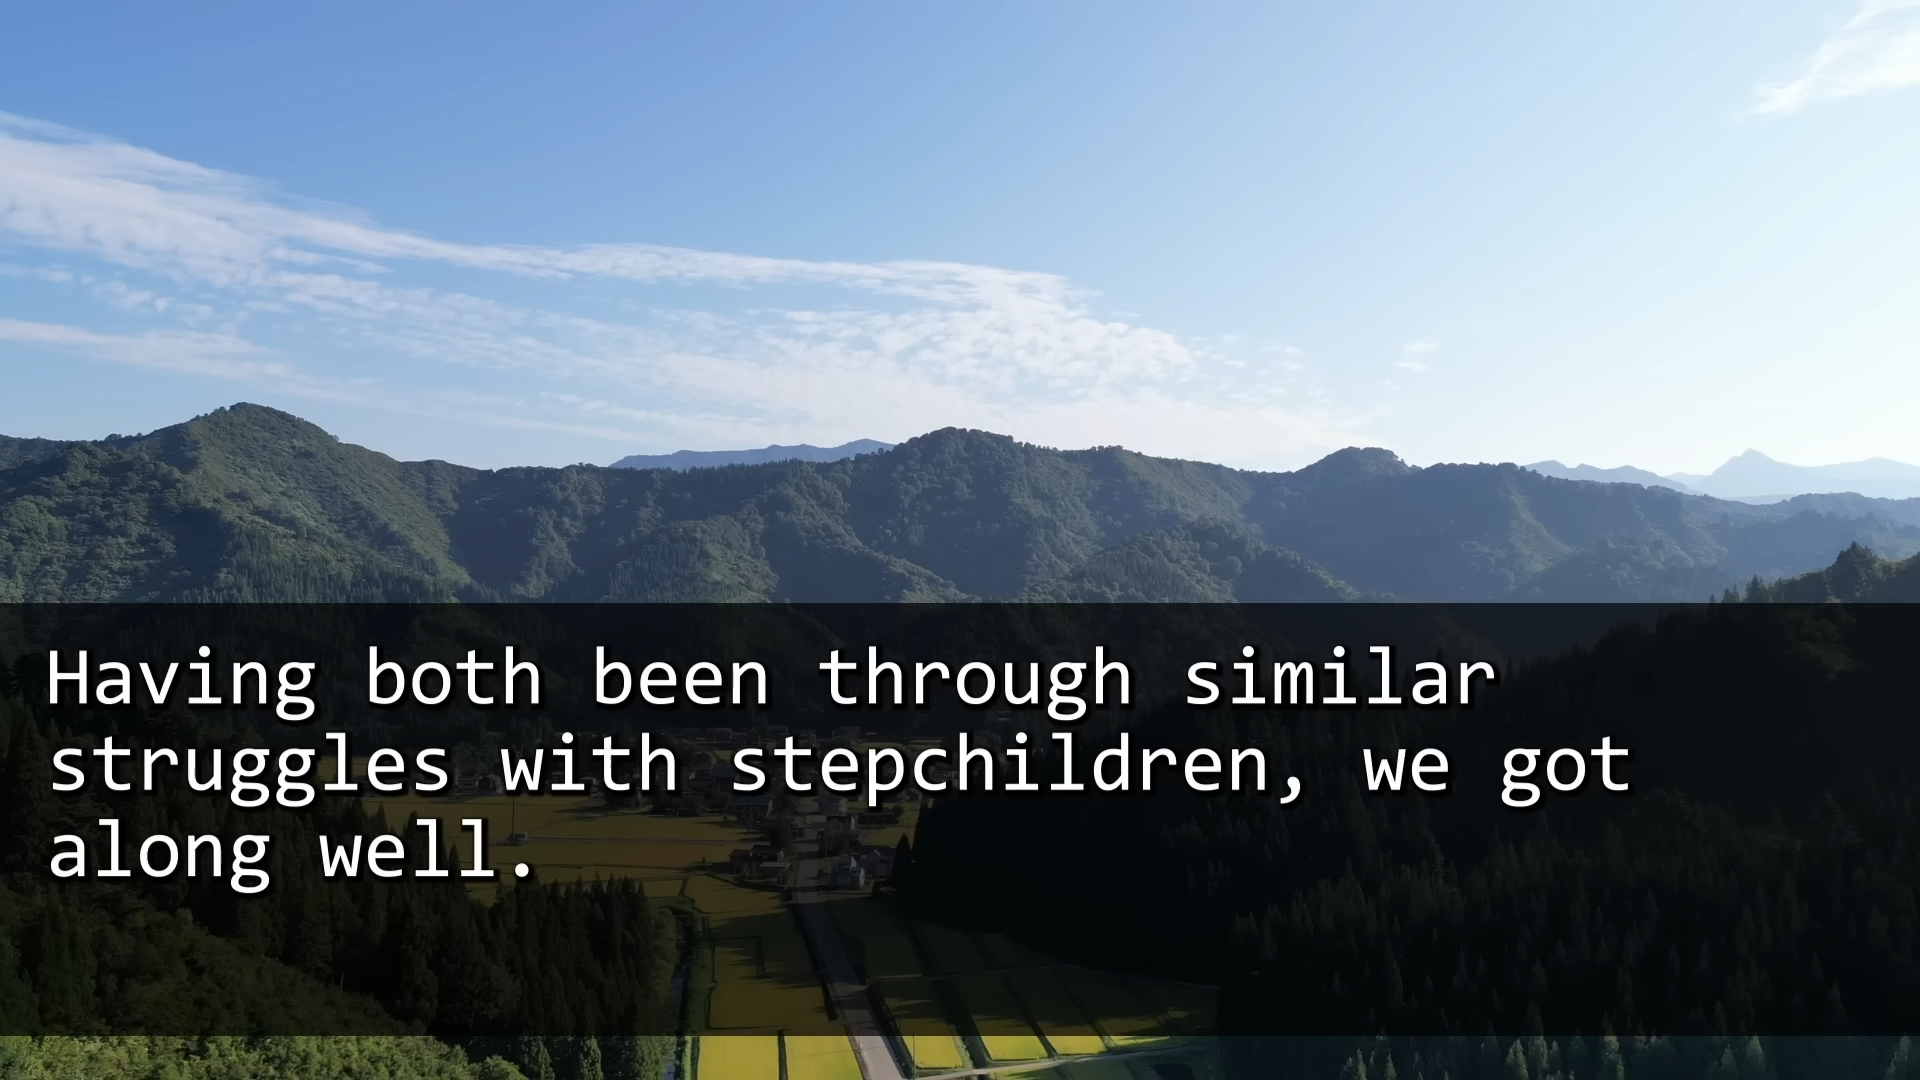 Having both been through similar
struggles with stepchildren, we got
along well.